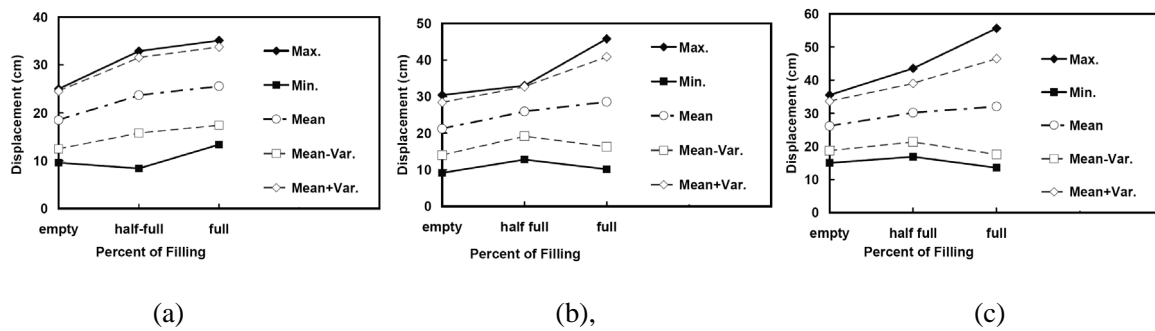 40
30
20
10
0
Displacement (cm)
empty
half-full
full
Percent of Filling
Max.
Min.
Mean
Mean-Var.
Mean+Var.
50
40
30
20
10
0
Displacement (cm)
empty
half full
full
Percent of Filling
Max.
Min.
Mean
Mean-Var.
Mean+Var.
60
50
40
30
20
10
0
Displacement (cm)
empty
half full
full
Percent of Filling
Max.
Min.
Mean
Mean-Var.
Mean+Var.
(a)
(b),
(c)